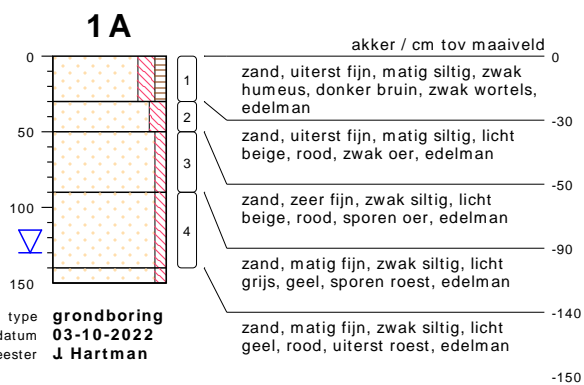 1A
akker / cm tov maaiveld
0
0
zand, uiterst fijn, matig siltig, zwak
humeus, donker bruin, zwak wortels,
edelman
1
-30
2
50
zand, uiterst fijn, matig siltig, licht
beige, rood, zwak oer, edelman
3
-50
zand, zeer fijn, zwak siltig, licht
beige, rood, sporen oer, edelman
100
4
-90
zand, matig fijn, zwak siltig, licht
grijs, geel, sporen roest, edelman
150
-140
type grondboring
datum 03-10-2022
eester J. Hartman
zand, matig fijn, zwak siltig, licht
geel, rood, uiterst roest, edelman
-150